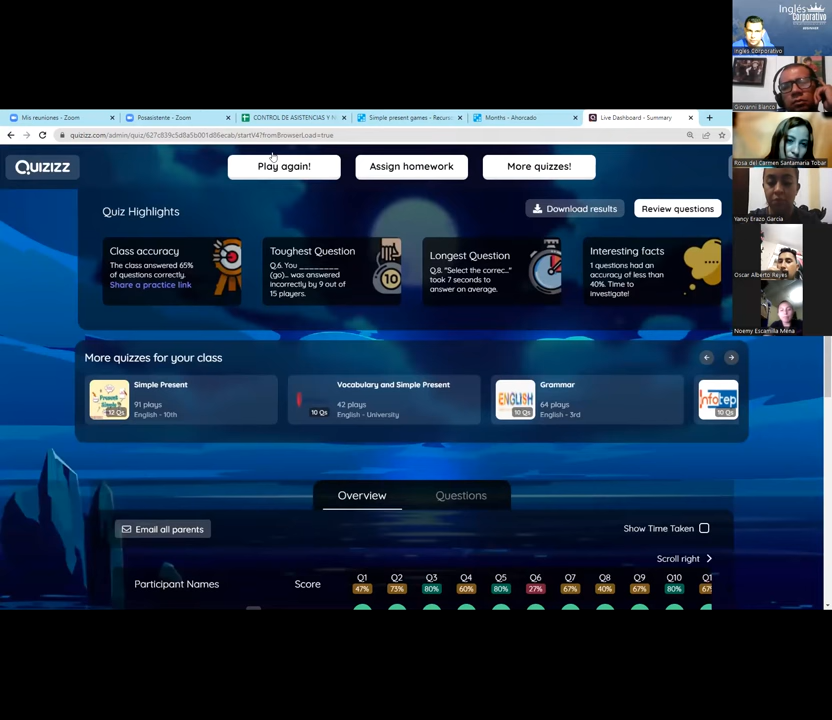 Inglés
Corporativo
Inglés Corporativo
Giovanni Bianco
Rosa del Carmen Santamaria Tobar
Yancy Erazo Garcia
Oscar Alberto Reyes
Noemy Escamilla Mena
Mis reuniones - Zoom
Posasistente - Zoom
CONTROL DE ASISTENCIAS Y N
Simple present games - Recurso
Months - Ahorcado
Live Dashboard - Summary
quizizz.com/admin/quiz/627c839c5d8a5b001d86ecab/startV4?fromBrowserLoad=true
QUIZIZZ
Play again!
Assign homework
More quizzes!
Quiz Highlights
Download results
Review questions
Class accuracy
The class answered 65%
of questions correctly.
Share a practice link
Toughest Question
Q.6. You ________
(go)... was answered
incorrectly by 9 out of
15 players.
10
Longest Question
Q.8. "Select the correc..."
took 7 seconds to
answer on average.
Interesting facts
1 questions had an
accuracy of less than
40%. Time to
investigate!
More quizzes for your class
Simple Present
91 plays
English - 10th
12 Qs
Vocabulary and Simple Present
42 plays
English - University
10 Qs
Grammar
64 plays
English - 3rd
ENGLISH
10 Qs
infotep
10 Qs
Overview
Questions
Email all parents
Show Time Taken
Scroll right
Participant Names
Score
Q1 Q2 Q3 Q4 Q5 Q6 Q7 Q8 Q9 Q10 Q1
47% 73% 80% 60% 80% 27% 67% 40% 67% 80% 67